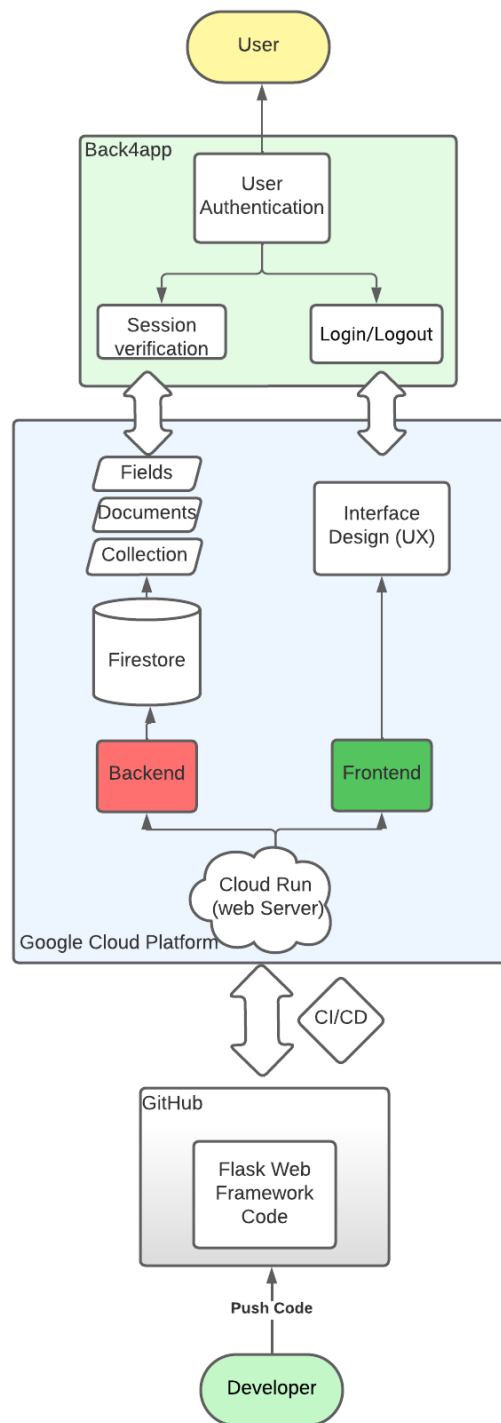 User
Back4app
User
Authentication
Session
verification
Login/Logout
Fields
Documents
Collection
Interface
Design (UX)
Firestore
Backend
Frontend
Cloud Run
(web Server)
Google Cloud Platform
CI/CD
GitHub
Flask Web
Framework
Code
Push Code
Developer